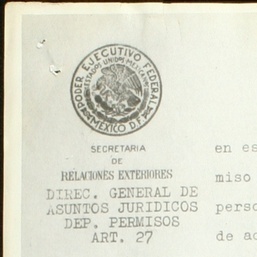 PODER EJECUTIVO FEDERAL
ESTADOS UNIDOS MEXICANOS
MEXICO D.F.
SECRETARIA
DE
RELACIONES EXTERIORES
DIREC. GENERAL DE
ASUNTOS JURIDICOS
DEP. PERMISOS
ART. 27
en es
miso
perso
de ac